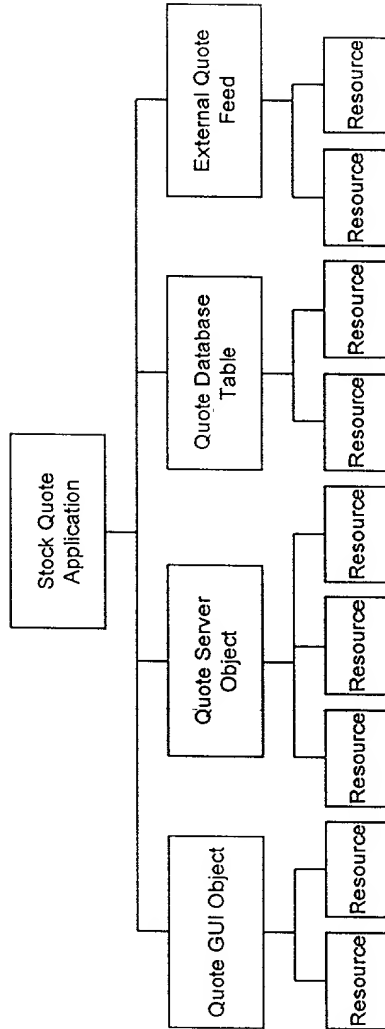 Stock Quote
Application
Quote GUI Object
Quote Server
Object
Quote Database
Table
External Quote
Feed
Resource
Resource
Resource
Resource
Resource
Resource
Resource
Resource
Resource